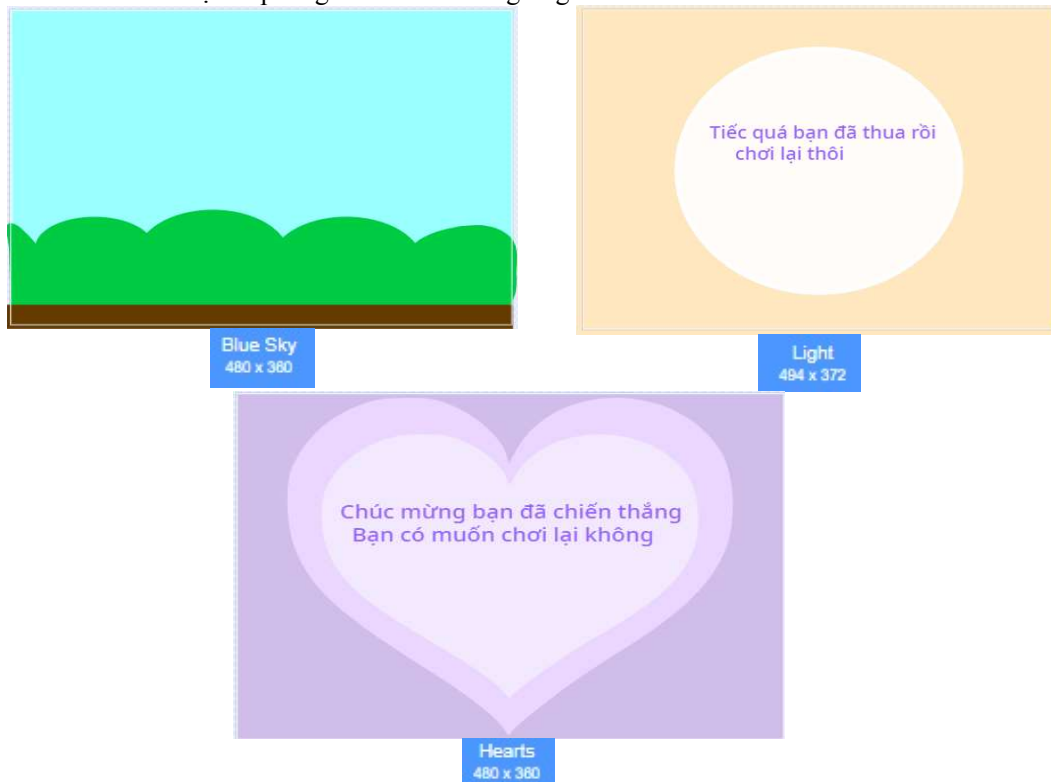 Tiếc quá bạn đã thua rồi
chơi lại thôi
Blue Sky
480 x 360
Light
494 x 372
Chúc mừng bạn đã chiến thắng
Bạn có muốn chơi lại không
Hearts
480 x 360